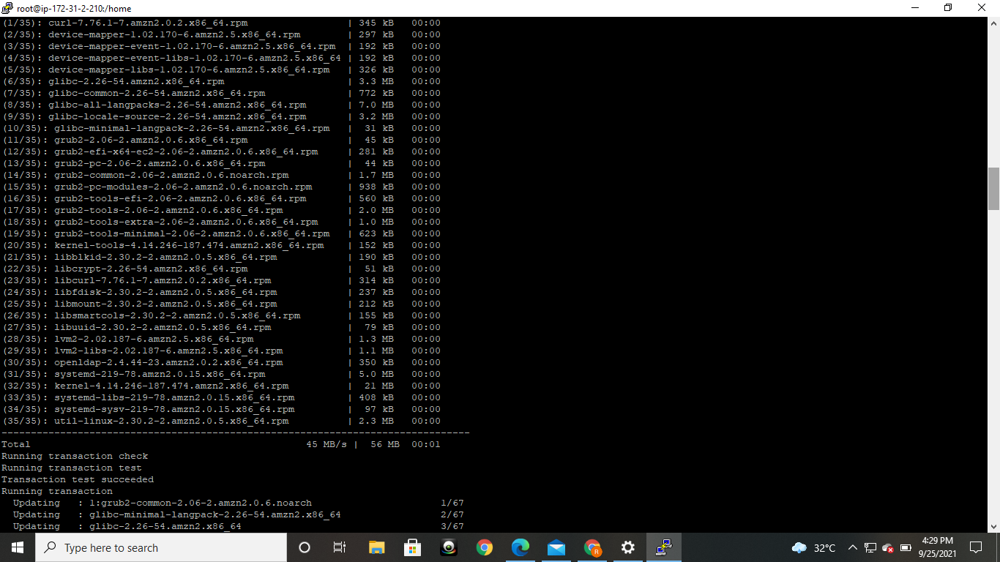 root@ip-172-31-2-210:/home
(1/35): curl-7.76.1-7.amzn2.0.2.x86_64.rpm | 345 kB 00:00
(2/35): device-mapper-1.02.170-6.amzn2.5.x86_64.rpm | 297 kB 00:00
(3/35): device-mapper-event-1.02.170-6.amzn2.5.x86_64.rpm | 192 kB 00:00
(4/35): device-mapper-event-libs-1.02.170-6.amzn2.5.x86_64 | 192 kB 00:00
(5/35): device-mapper-libs-1.02.170-6.amzn2.5.x86_64.rpm | 326 kB 00:00
(6/35): glibc-2.26-54.amzn2.x86_64.rpm | 3.3 MB 00:00
(7/35): glibc-common-2.26-54.amzn2.x86_64.rpm | 772 kB 00:00
(8/35): glibc-all-langpacks-2.26-54.amzn2.x86_64.rpm | 7.0 MB 00:00
(9/35): glibc-locale-source-2.26-54.amzn2.x86_64.rpm | 3.2 MB 00:00
(10/35): glibc-minimal-langpack-2.26-54.amzn2.x86_64.rpm | 31 kB 00:00
(11/35): grub2-2.06-2.amzn2.0.6.x86_64.rpm | 45 kB 00:00
(12/35): grub2-efi-x64-ec2-2.06-2.amzn2.0.6.x86_64.rpm | 281 kB 00:00
(13/35): grub2-pc-2.06-2.amzn2.0.6.x86_64.rpm | 44 kB 00:00
(14/35): grub2-common-2.06-2.amzn2.0.6.noarch.rpm | 1.7 MB 00:00
(15/35): grub2-pc-modules-2.06-2.amzn2.0.6.noarch.rpm | 938 kB 00:00
(16/35): grub2-tools-efi-2.06-2.amzn2.0.6.x86_64.rpm | 560 kB 00:00
(17/35): grub2-tools-2.06-2.amzn2.0.6.x86_64.rpm | 2.0 MB 00:00
(18/35): grub2-tools-extra-2.06-2.amzn2.0.6.x86_64.rpm | 1.0 MB 00:00
(19/35): grub2-tools-minimal-2.06-2.amzn2.0.6.x86_64.rpm | 623 kB 00:00
(20/35): kernel-tools-4.14.246-187.474.amzn2.x86_64.rpm | 152 kB 00:00
(21/35): libblkid-2.30.2-2.amzn2.0.5.x86_64.rpm | 190 kB 00:00
(22/35): libcrypt-2.26-54.amzn2.x86_64.rpm | 51 kB 00:00
(23/35): libcurl-7.76.1-7.amzn2.0.2.x86_64.rpm | 314 kB 00:00
(24/35): libfdisk-2.30.2-2.amzn2.0.5.x86_64.rpm | 237 kB 00:00
(25/35): libmount-2.30.2-2.amzn2.0.5.x86_64.rpm | 212 kB 00:00
(26/35): libsmartcols-2.30.2-2.amzn2.0.5.x86_64.rpm | 155 kB 00:00
(27/35): libuuid-2.30.2-2.amzn2.0.5.x86_64.rpm | 79 kB 00:00
(28/35): lvm2-2.02.187-6.amzn2.5.x86_64.rpm | 1.3 MB 00:00
(29/35): lvm2-libs-2.02.187-6.amzn2.5.x86_64.rpm | 1.1 MB 00:00
(30/35): openldap-2.4.44-23.amzn2.0.2.x86_64.rpm | 350 kB 00:00
(31/35): systemd-219-78.amzn2.0.15.x86_64.rpm | 5.0 MB 00:00
(32/35): kernel-4.14.246-187.474.amzn2.x86_64.rpm | 21 MB 00:00
(33/35): systemd-libs-219-78.amzn2.0.15.x86_64.rpm | 408 kB 00:00
(34/35): systemd-sysv-219-78.amzn2.0.15.x86_64.rpm | 97 kB 00:00
(35/35): util-linux-2.30.2-2.amzn2.0.5.x86_64.rpm | 2.3 MB 00:00
--------------------------------------------------------------------------------
Total 45 MB/s | 56 MB 00:01
Running transaction check
Running transaction test
Transaction test succeeded
Running transaction
Updating : 1:grub2-common-2.06-2.amzn2.0.6.noarch 1/67
Updating : glibc-minimal-langpack-2.26-54.amzn2.x86_64 2/67
Updating : glibc-2.26-54.amzn2.x86_64 3/67
Type here to search
R
32°C
4:29 PM
9/25/2021